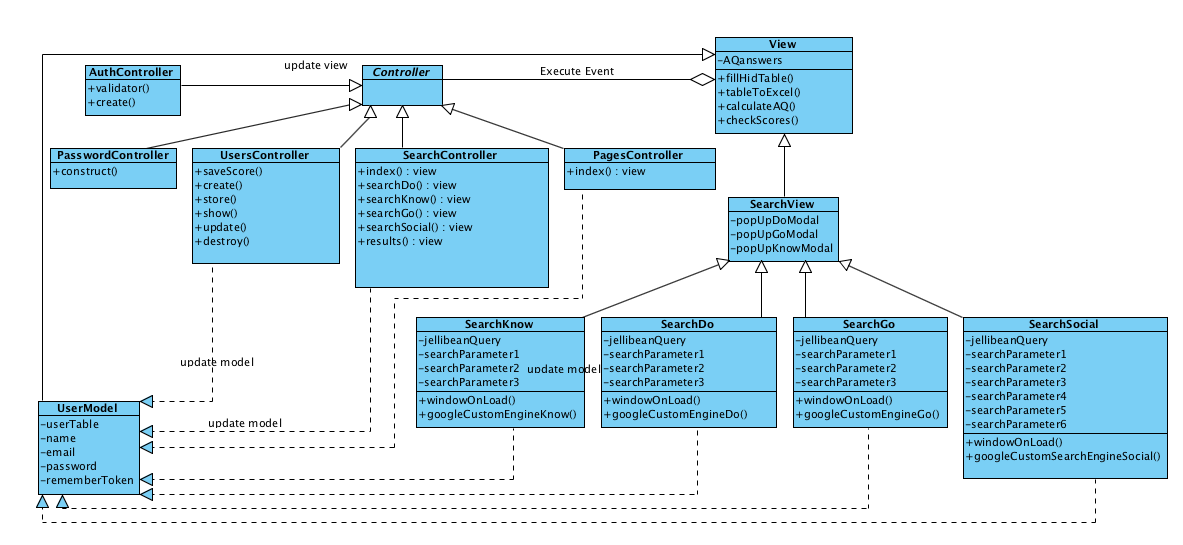 View
-AQanswers
+fillHidTable()
+tableToExcel()
+calculateAQ()
+checkScores()
update view
Execute Event
AuthController
+validator()
+create()
Controller
PasswordController
+construct()
UsersController
+saveScore()
+create()
+store()
+show()
+update()
+destroy()
SearchController
+index() : view
+searchDo() : view
+searchKnow() : view
+searchGo() : view
+searchSocial() : view
+results() : view
PagesController
+index() : view
SearchView
-popUpDoModal
-popUpGoModal
-popUpKnowModal
SearchKnow
-jellibeanQuery
-searchParameter1
-searchParameter2
-searchParameter3
+windowOnLoad()
+googleCustomEngineKnow()
update model
SearchDo
-jellibeanQuery
-searchParameter1
-searchParameter2
-searchParameter3
+windowOnLoad()
+googleCustomEngineDo()
SearchGo
-jellibeanQuery
-searchParameter1
-searchParameter2
-searchParameter3
+windowOnLoad()
+googleCustomEngineGo()
SearchSocial
-jellibeanQuery
-searchParameter1
-searchParameter2
-searchParameter3
-searchParameter4
-searchParameter5
-searchParameter6
+windowOnLoad()
+googleCustomSearchEngineSocial()
update model
update model
UserModel
-userTable
-name
-email
-password
-rememberToken